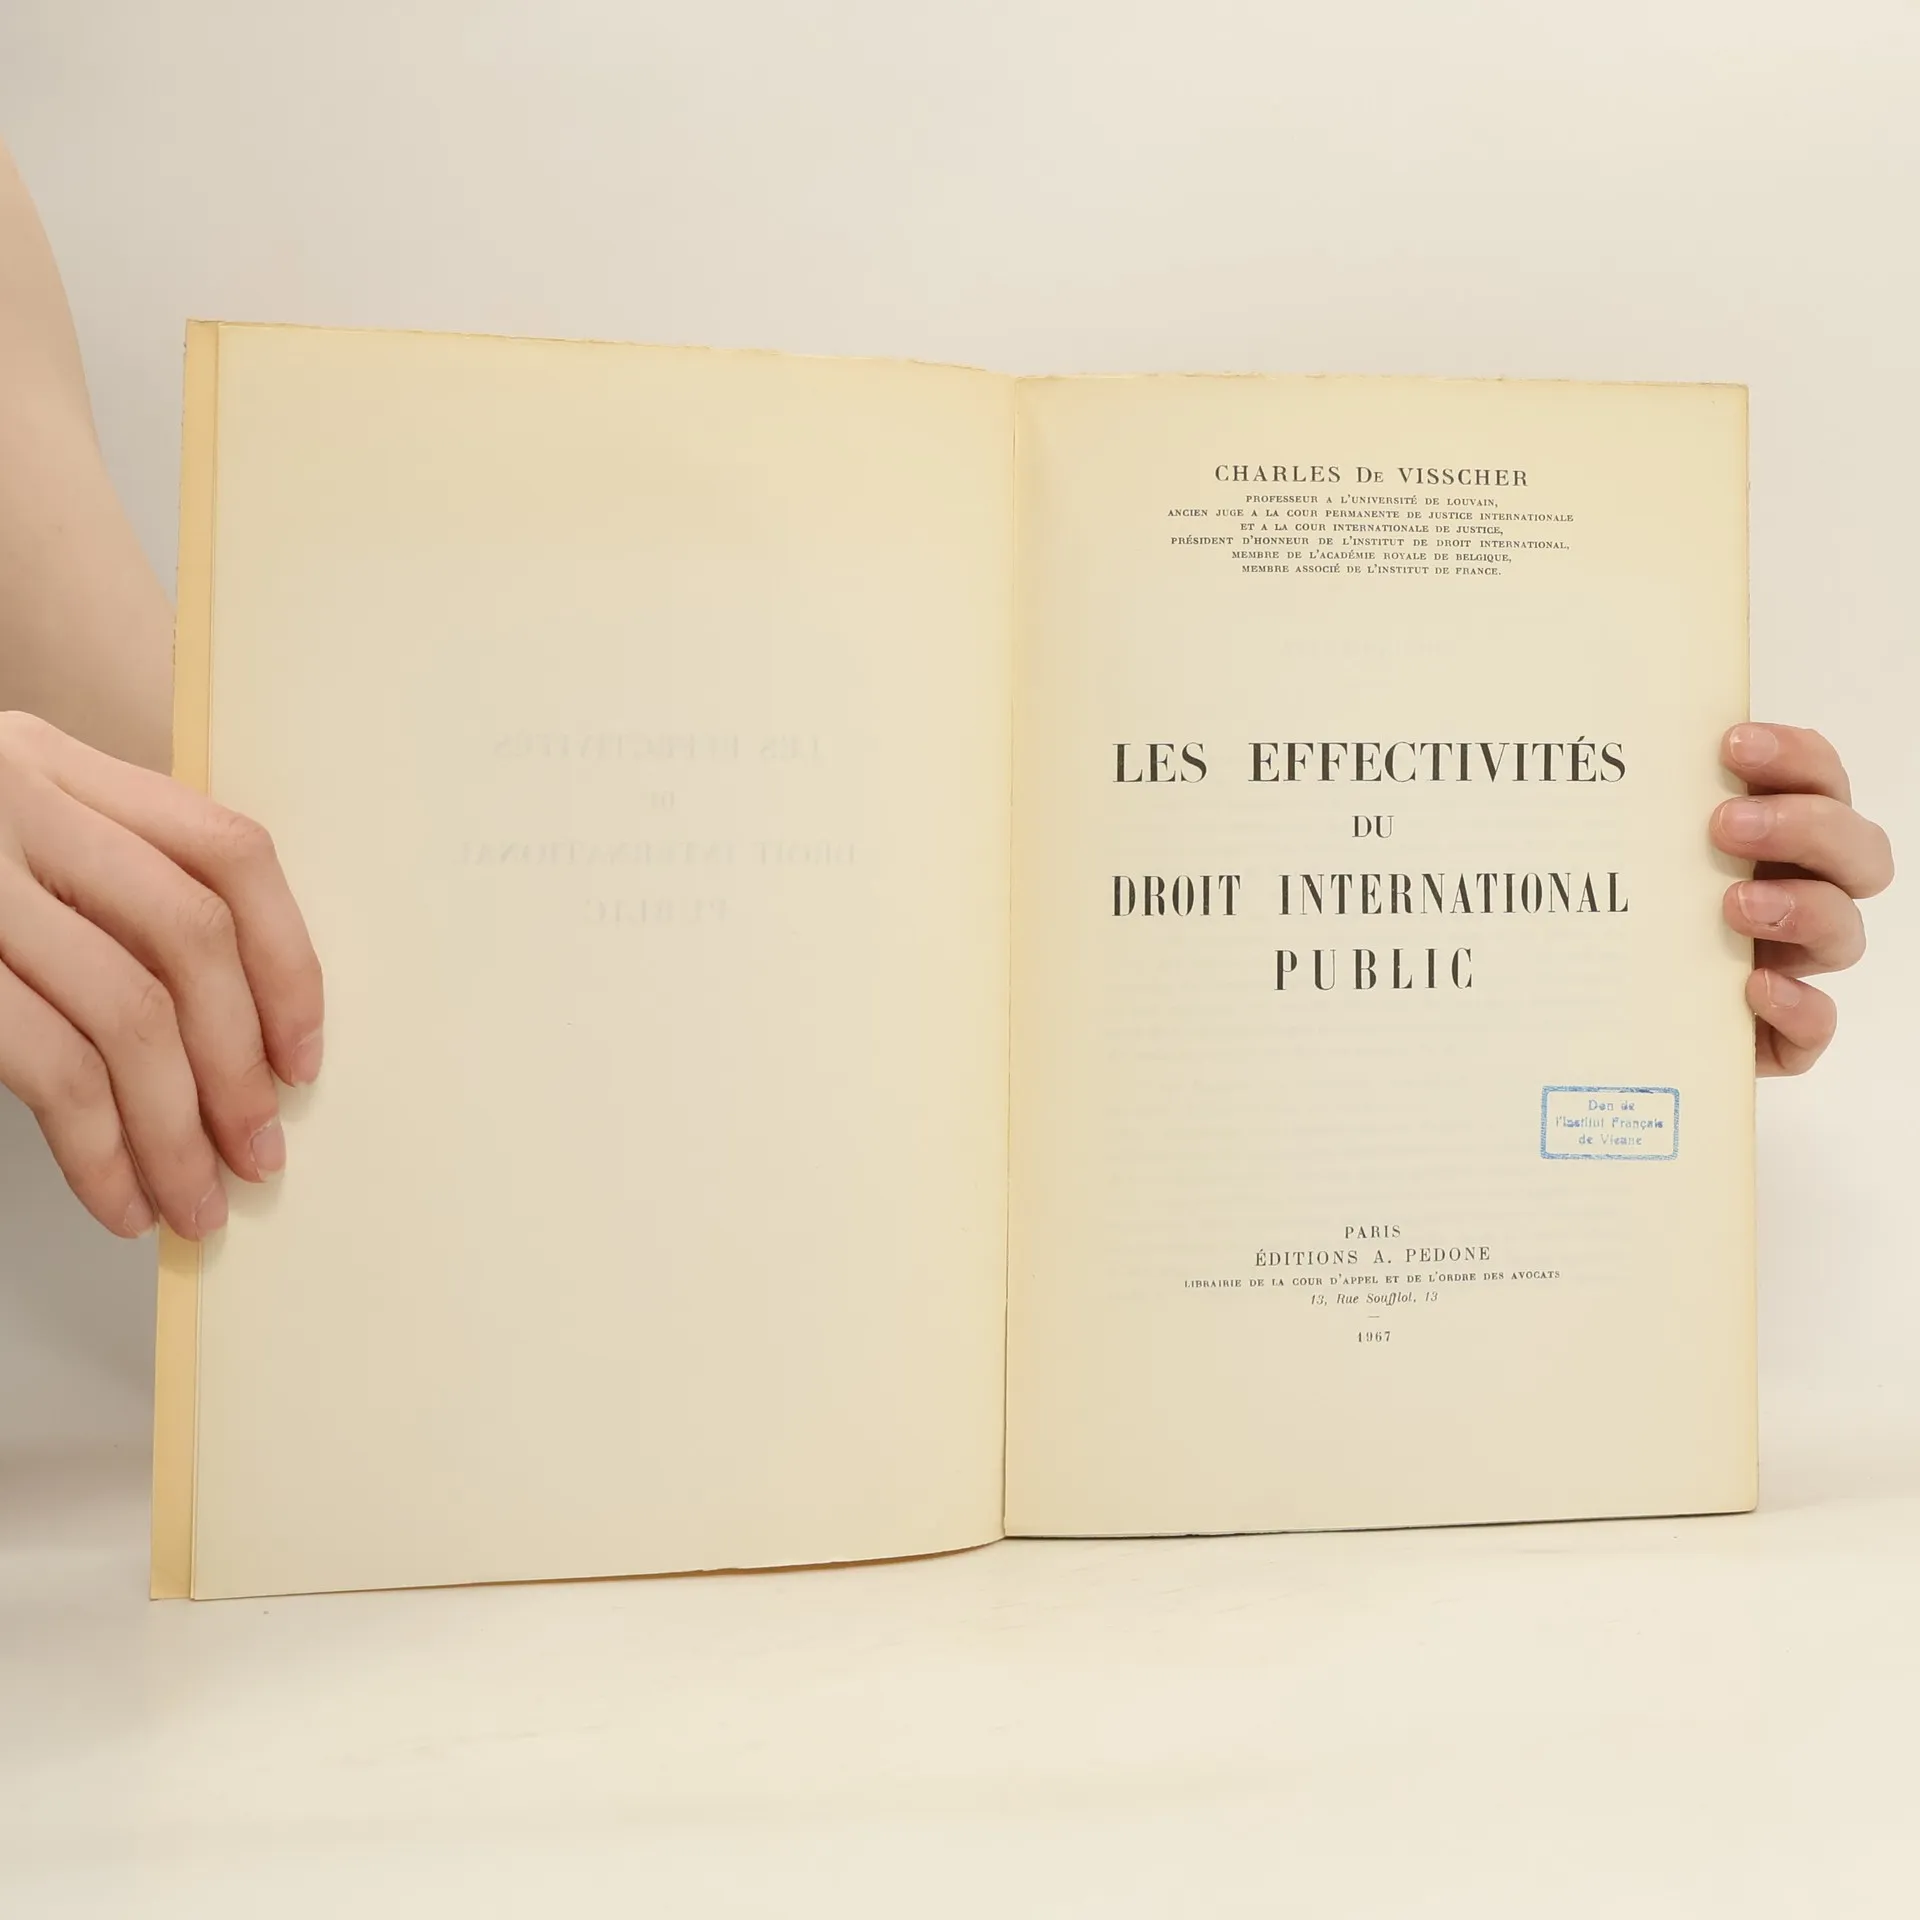 CHARLES DE VISSCHER
PROFESSEUR A L'UNIVERSITÉ DE LOUVAIN,
ANCIEN JUGE A LA COUR PERMANENTE DE JUSTICE INTERNATIONALE
ET A LA COUR INTERNATIONALE DE JUSTICE,
PRÉSIDENT D'HONNEUR DE L'INSTITUT DE DROIT INTERNATIONAL,
MEMBRE DE L'ACADÉMIE ROYALE DE BELGIQUE,
MEMBRE ASSOCIÉ DE L'INSTITUT DE FRANCE.
LES EFFECTIVITÉS
DU
DROIT INTERNATIONAL
PUBLIC
Don de
l'Institut Français
de Vienne
PARIS
ÉDITIONS A. PEDONE
LIBRAIRIE DE LA COUR D'APPEL ET DE L'ORDRE DES AVOCATS
13, Rue Soufflot, 13
1967